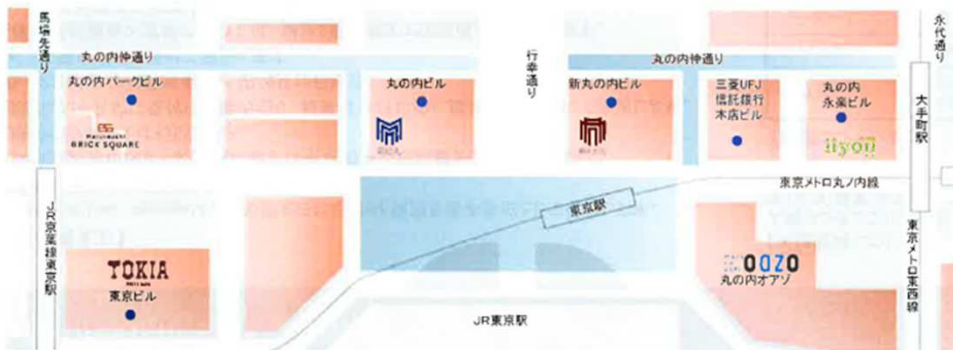 馬場先通り
丸の内仲通り
行幸通り
丸の内仲通り
永代通り
丸の内パークビル
丸の内ビル
新丸の内ビル
三菱UFJ
信託銀行
本店ビル
丸の内
永楽ビル
大手町駅
BRICK SQUARE
iiyo!!
東京メトロ丸ノ内線
東京駅
JR京葉線東京駅
TOKIA
東京ビル
OAZO
丸の内オアゾ
東京メトロ東西線
JR東京駅